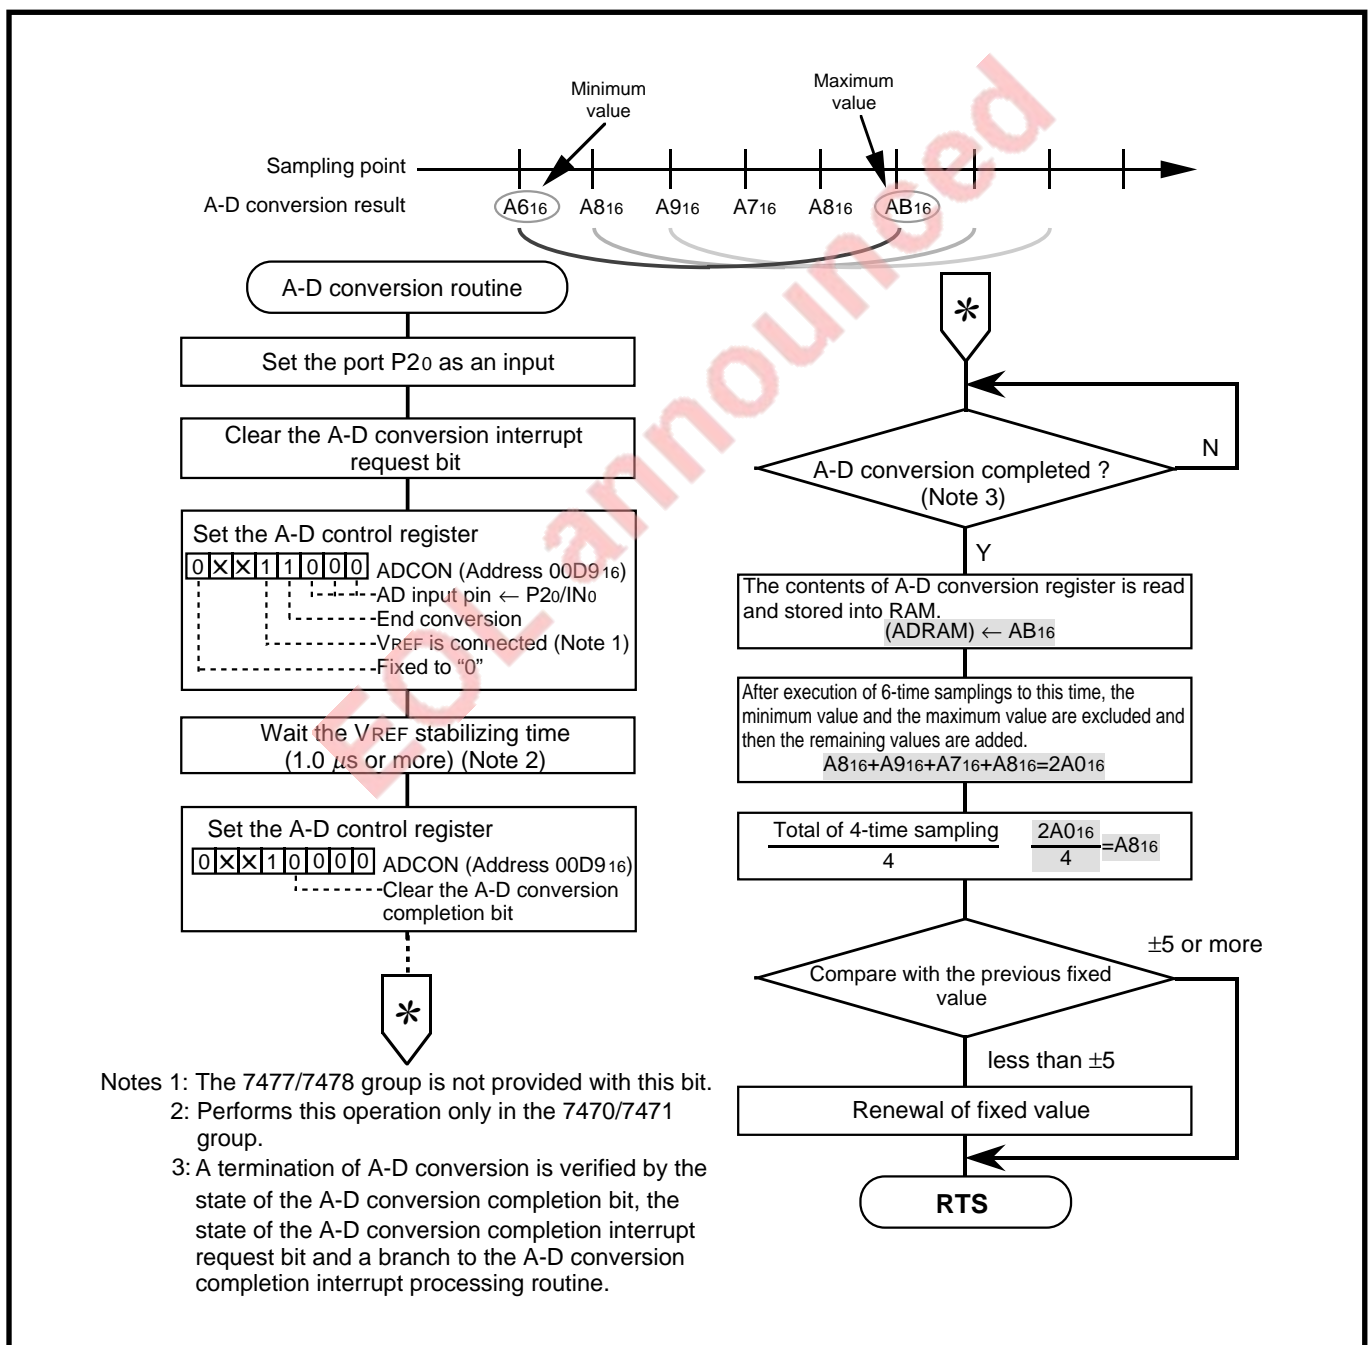 Minimum
value
Maximum
value
Sampling point
A-D conversion result
A616 A816 A916 A716 A816 AB16
A-D conversion routine
Set the port P20 as an input
Clear the A-D conversion interrupt
request bit
Set the A-D control register
0 X X 1 1 0 0 0 ADCON (Address 00D916)
AD input pin ← P20/IN0
End conversion
VREF is connected (Note 1)
Fixed to “0”
Wait the VREF stabilizing time
(1.0 µs or more) (Note 2)
Set the A-D control register
0 X X 1 0 0 0 0 ADCON (Address 00D916)
Clear the A-D conversion
completion bit
*
Notes 1: The 7477/7478 group is not provided with this bit.
2: Performs this operation only in the 7470/7471
group.
3: A termination of A-D conversion is verified by the
state of the A-D conversion completion bit, the
state of the A-D conversion completion interrupt
request bit and a branch to the A-D conversion
completion interrupt processing routine.
*
A-D conversion completed ?
(Note 3)
N
Y
The contents of A-D conversion register is read
and stored into RAM.
(ADRAM) ← AB16
After execution of 6-time samplings to this time, the
minimum value and the maximum value are excluded and
then the remaining values are added.
A816+A916+A716+A816=2A016
Total of 4-time sampling
4
2A016
4
=A816
±5 or more
Compare with the previous fixed
value
less than ±5
Renewal of fixed value
RTS
EOL announced